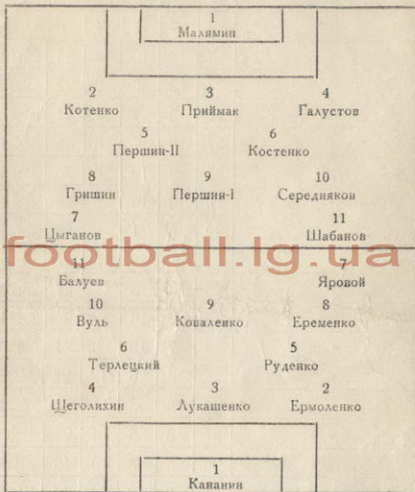 1
Малямин
2 3 4
Котенко Приймак Галустов
5 6
Першин-II Костенко
8 9 10
Гришин Першин-I Середняков
7 11
Цыганов Шабанов
football.lg.ua
11 7
Балуев Яровой
10 9 8
Вуль Коваленко Еременко
6 5
Терлецкий Руденко
4 3 2
Щеголихин Лукашенко Ермоленко
1
Кананин